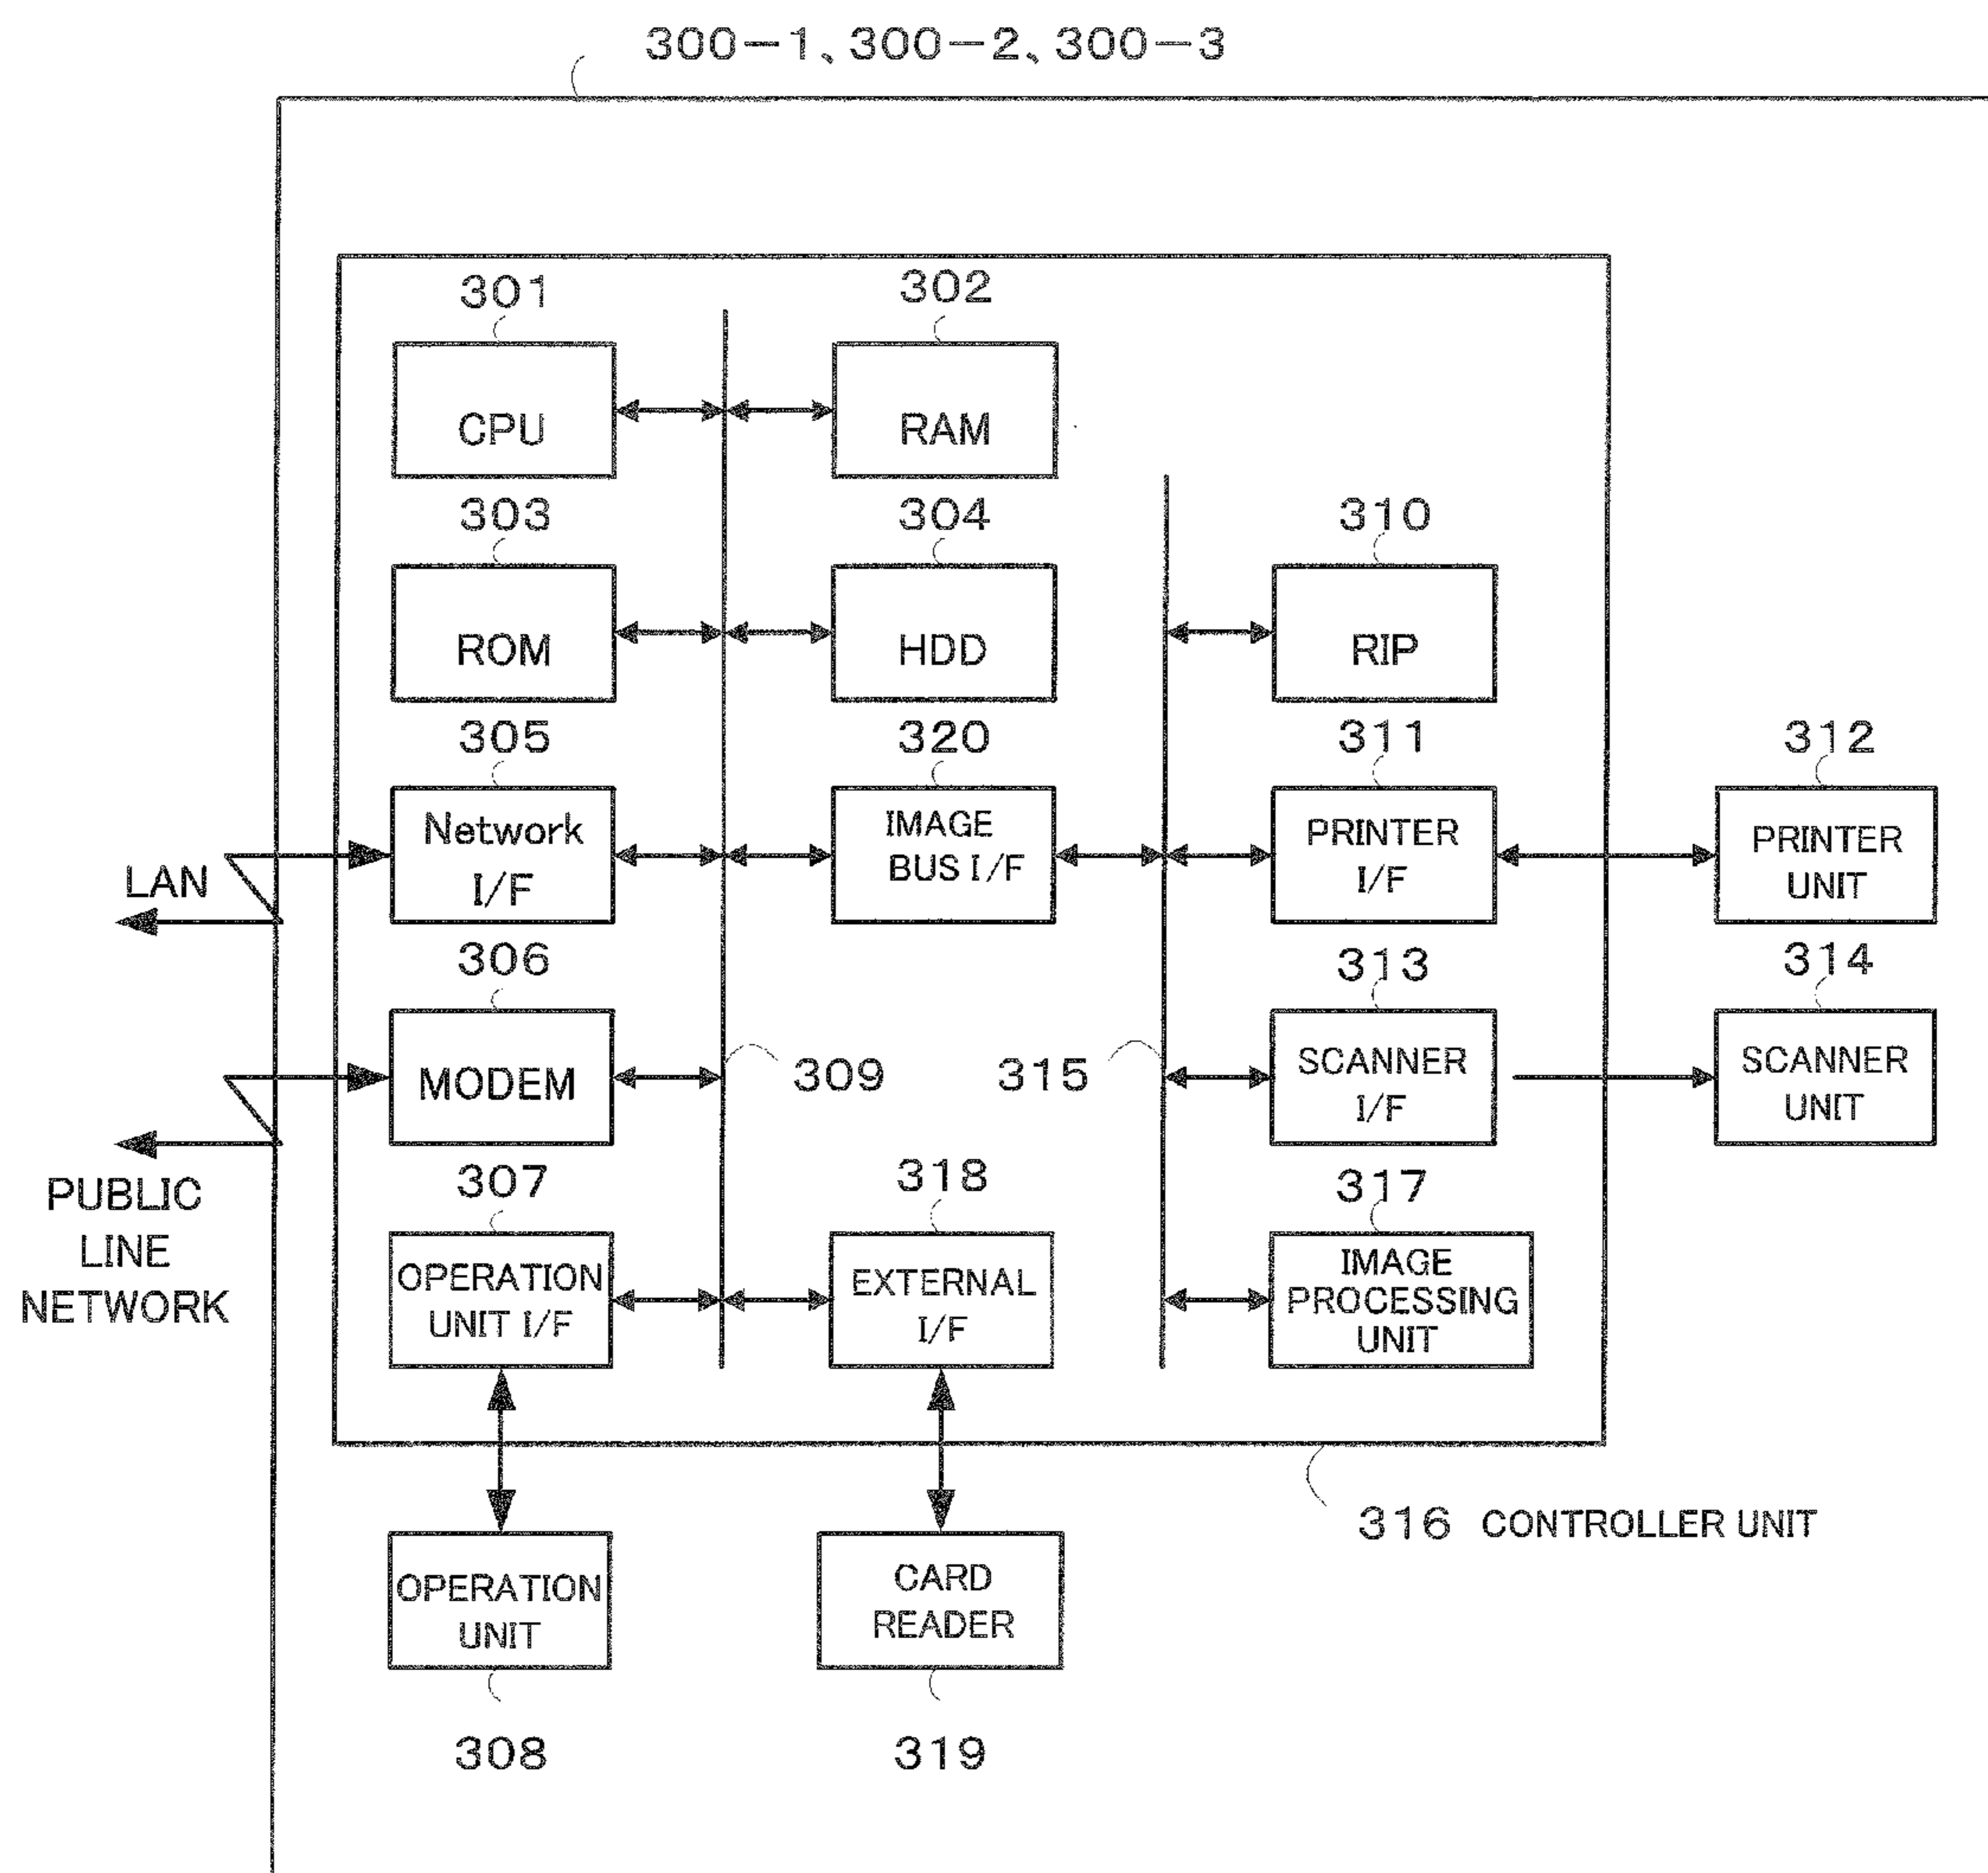 300-1、300-2、300-3
301
302
CPU
RAM
303
304
310
ROM
HDD
RIP
305
320
311
312
Network
I/F
IMAGE
BUS I/F
PRINTER
I/F
PRINTER
UNIT
LAN
306
313
314
MODEM
309
315
SCANNER
I/F
SCANNER
UNIT
PUBLIC
LINE
NETWORK
307
318
317
OPERATION
UNIT I/F
EXTERNAL
I/F
IMAGE
PROCESSING
UNIT
316 CONTROLLER UNIT
OPERATION
UNIT
CARD
READER
308
319